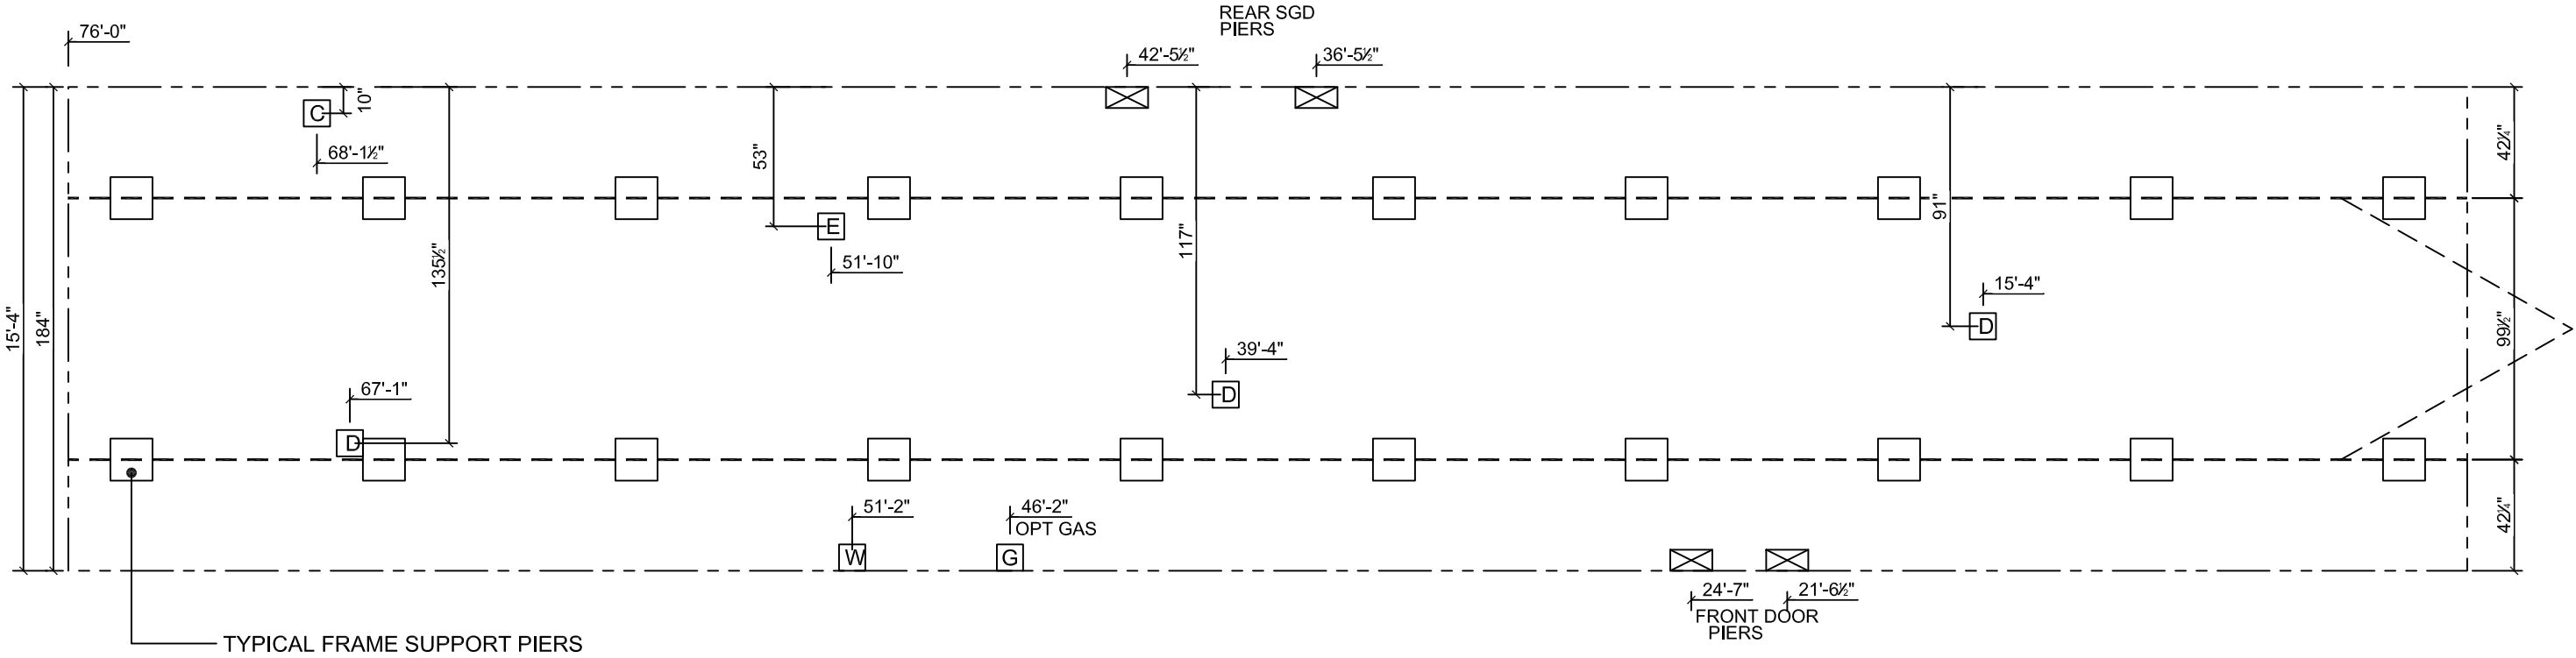 REAR SGD
PIERS
76'-0"
42'-5½"
36'-5½"
10"
C
68'-1½"
53"
42¼"
135½"
E
51'-10"
117"
91"
15'-4"
D
15'-4"
184"
99½"
39'-4"
D
67'-1"
D
51'-2"
46'-2"
OPT GAS
W
G
42¼"
24'-7"
21'-6½"
FRONT DOOR
PIERS
TYPICAL FRAME SUPPORT PIERS